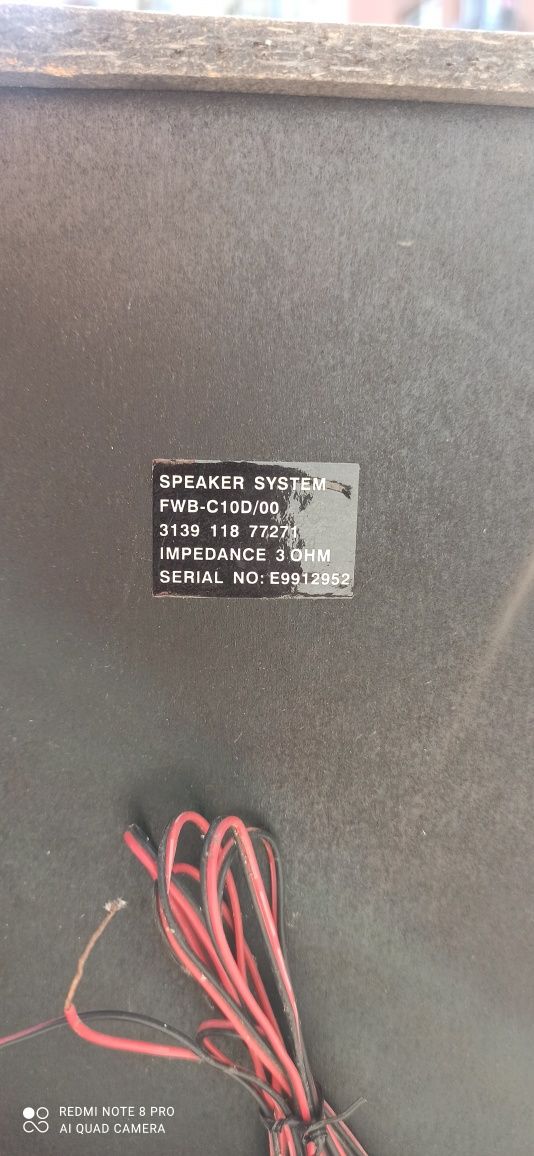 SPEAKER SYSTEM
FWB-C10D/00
3139 118 77271
IMPEDANCE 3 OHM
SERIAL NO: E9912952
REDMI NOTE 8 PRO
AI QUAD CAMERA